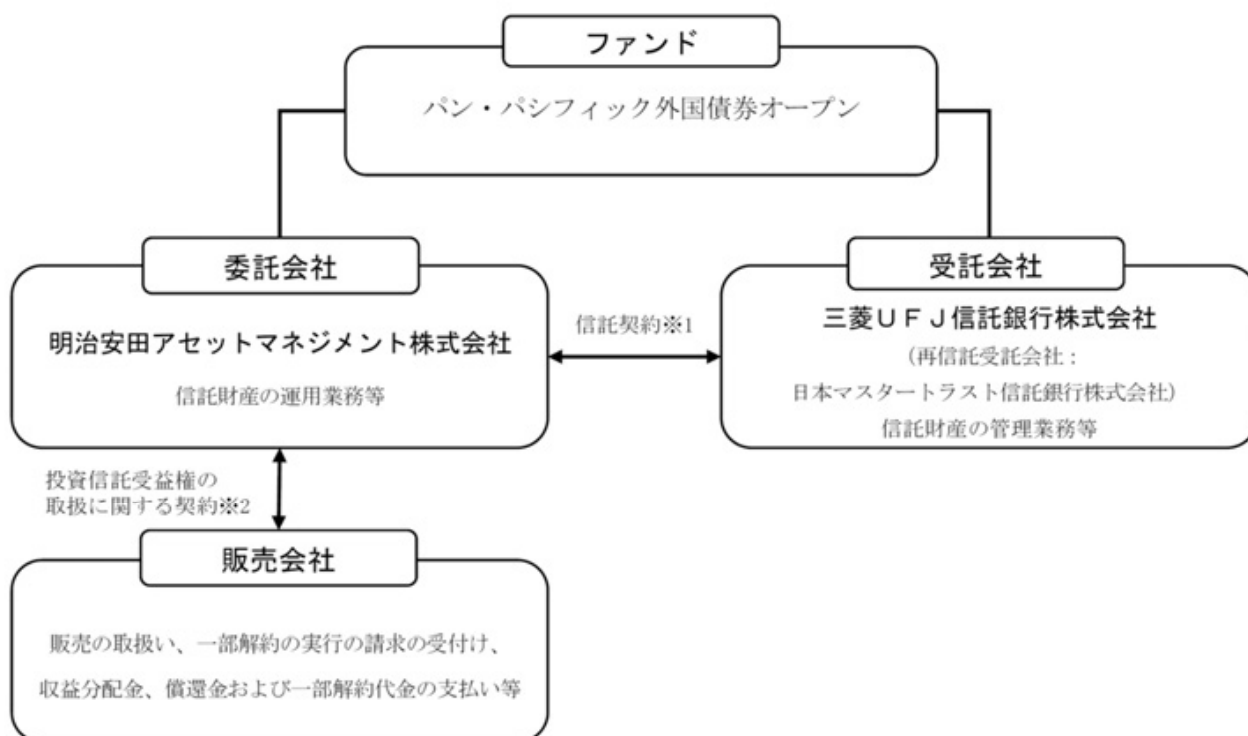 ファンド
パン・パシフィック外国債券オープン
委託会社
明治安田アセットマネジメント株式会社
信託財産の運用業務等
信託契約※1
受託会社
三菱ＵＦＪ信託銀行株式会社
(再信託受託会社：
日本マスタートラスト信託銀行株式会社)
信託財産の管理業務等
投資信託受益権の
取扱に関する契約※2
販売会社
販売の取扱い、一部解約の実行の請求の受付け、
収益分配金、償還金および一部解約代金の支払い等